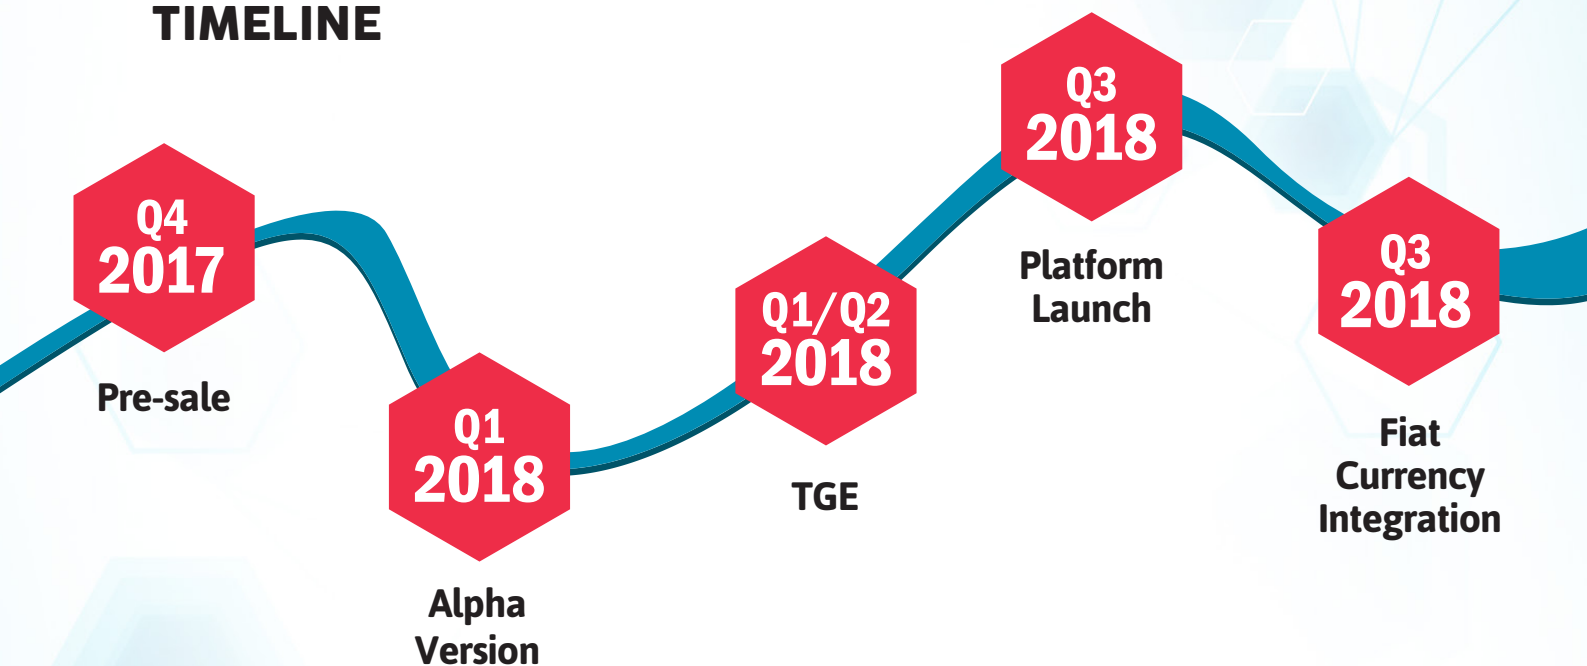 TIMELINE
Q4
2017
Pre-sale
Q1
2018
Alpha
Version
Q1/Q2
2018
TGE
Q3
2018
Platform
Launch
Q3
2018
Fiat
Currency
Integration